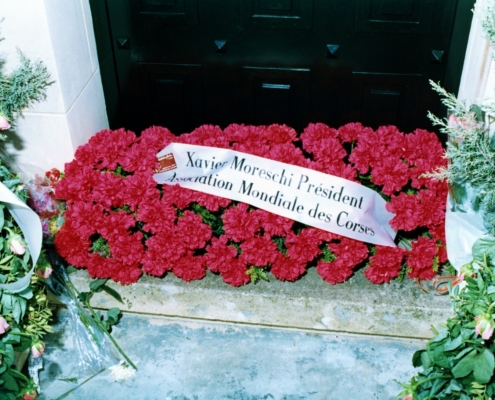 Xavier Moreschi Président
Association Mondiale des Corses